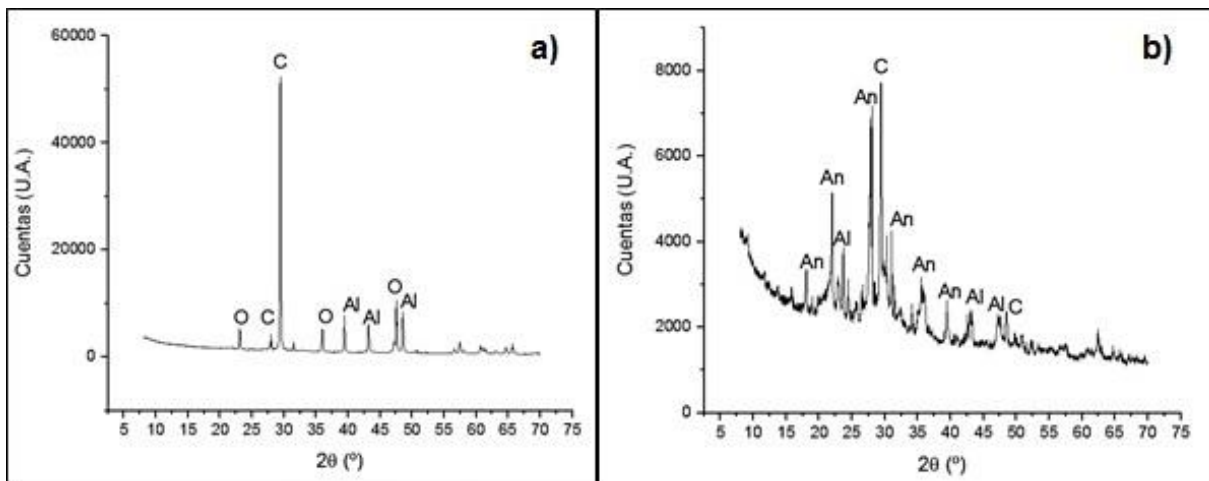 a)
60000
40000
20000
0
Cuentas (U.A.)
C
O C O Al Al O Al
5 10 15 20 25 30 35 40 45 50 55 60 65 70 75
2θ (º)
b)
8000
6000
4000
2000
0
Cuentas (U.A.)
An An Al An C An An An Al Al C
5 10 15 20 25 30 35 40 45 50 55 60 65 70 75
2θ (º)